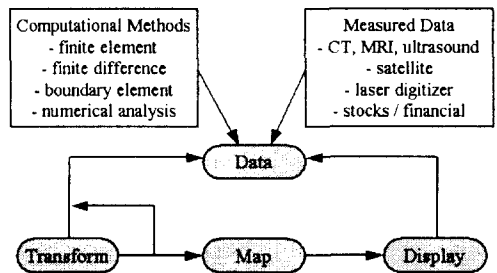 Computational Methods
- finite element
- finite difference
- boundary element
- numerical analysis
Measured Data
- CT, MRI, ultrasound
- satellite
- laser digitizer
- stocks / financial
Data
Transform
Map
Display